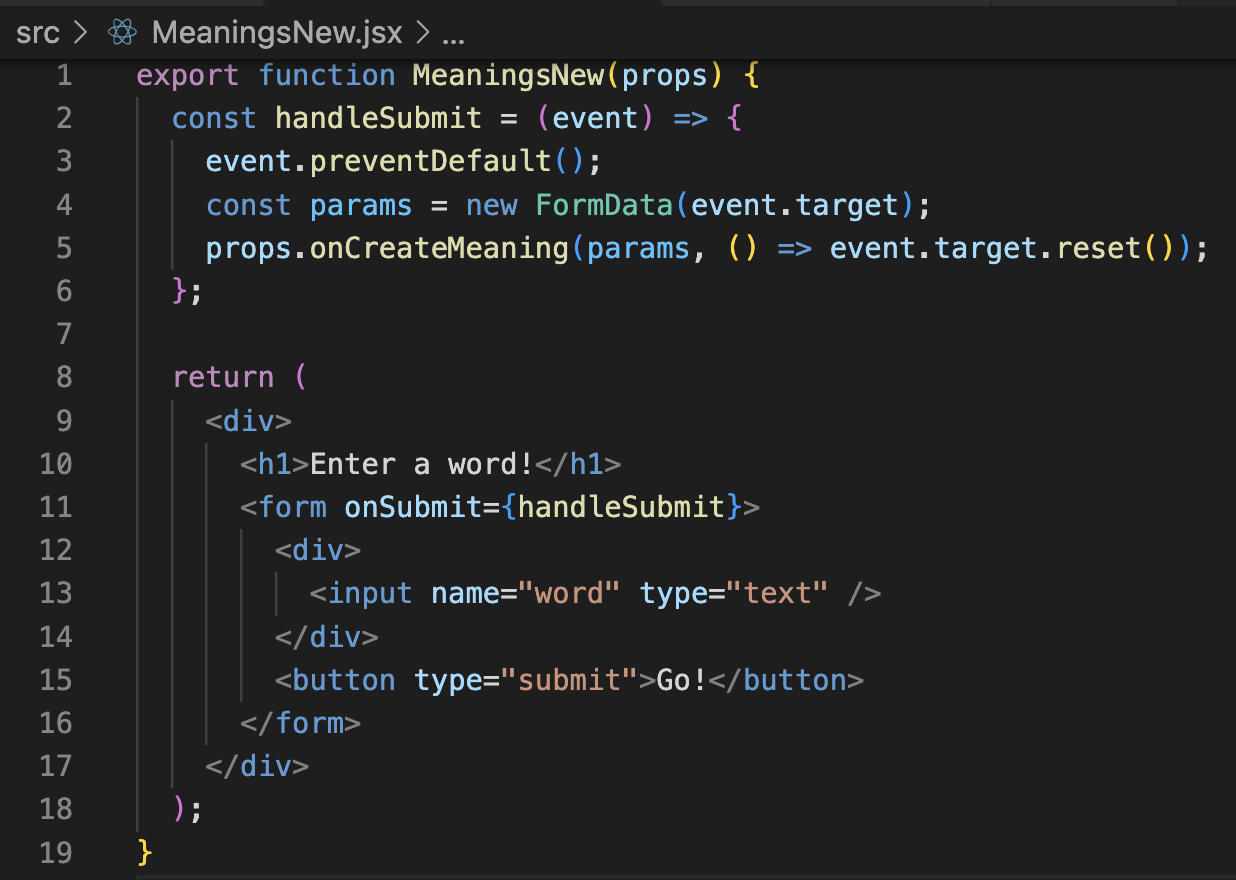 src > MeaningsNew.jsx > ...
1 export function MeaningsNew(props) {
2   const handleSubmit = (event) => {
3     event.preventDefault();
4     const params = new FormData(event.target);
5     props.onCreateMeaning(params, () => event.target.reset());
6   };
7
8   return (
9     <div>
10       <h1>Enter a word!</h1>
11       <form onSubmit={handleSubmit}>
12         <div>
13           <input name="word" type="text" />
14         </div>
15         <button type="submit">Go!</button>
16       </form>
17     </div>
18   );
19 }